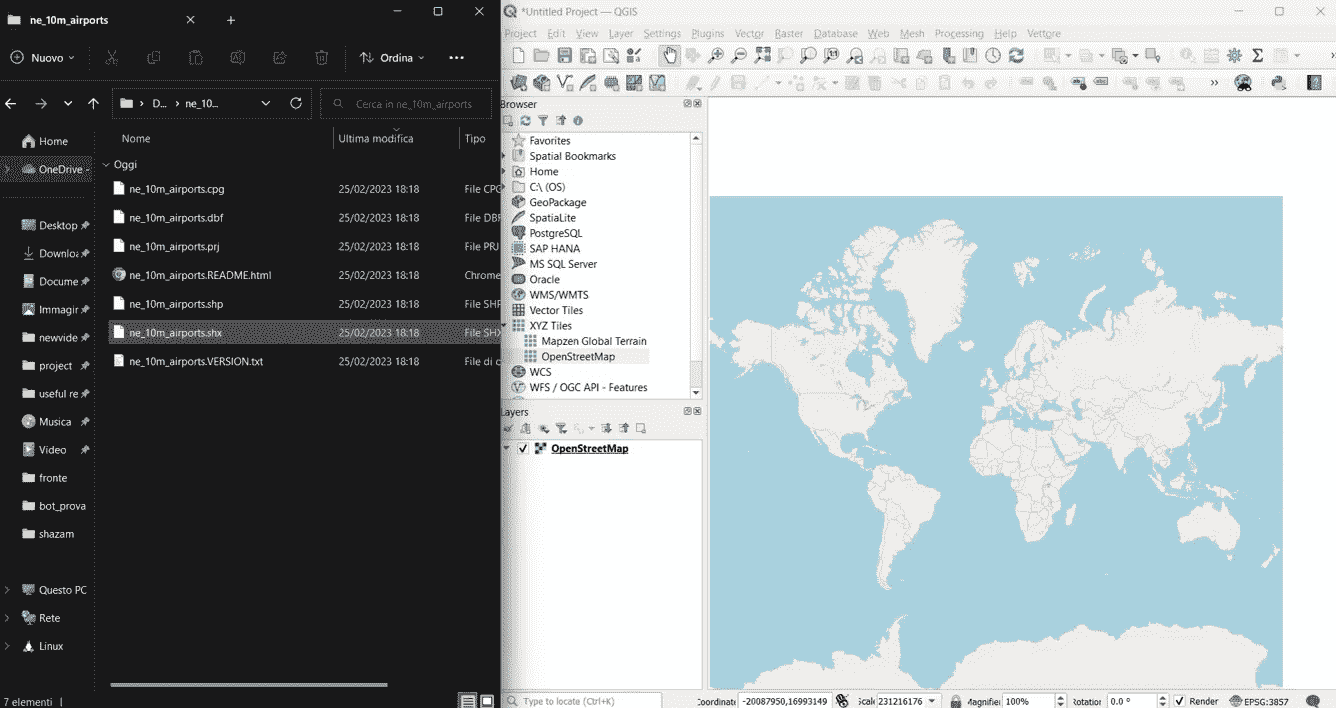 ne_10m_airports
Nuovo
Ordina
D...
ne_10...
Cerca in ne_10m_airports
Nome
Ultima modifica
Tipo
Oggi
ne_10m_airports.cpg 25/02/2023 18:18 File CPG
ne_10m_airports.dbf 25/02/2023 18:18 File DBF
ne_10m_airports.prj 25/02/2023 18:18 File PRJ
ne_10m_airports.README.html 25/02/2023 18:18 Chrome
ne_10m_airports.shp 25/02/2023 18:18 File SHP
ne_10m_airports.shx 25/02/2023 18:18 File SHX
ne_10m_airports.VERSION.txt 25/02/2023 18:18 File di c
Home
OneDrive -
Desktop
Downloa
Docume
Immagir
newvide
project
useful re
Musica
Video
fronte
bot_prova
shazam
Questo PC
Rete
Linux
7 elementi
*Untitled Project — QGIS
Project Edit View Layer Settings Plugins Vector Raster Database Web Mesh Processing Help Vettore
Browser
Favorites
Spatial Bookmarks
Home
C:\ (OS)
GeoPackage
SpatiaLite
PostgreSQL
SAP HANA
MS SQL Server
Oracle
WMS/WMTS
Vector Tiles
XYZ Tiles
Mapzen Global Terrain
OpenStreetMap
WCS
WFS / OGC API - Features
Layers
OpenStreetMap
Type to locate (Ctrl+K)
Coordinate -20087950,16993149 Scale 231216176 Magnifier 100% Rotation 0.0 ° Render EPSG:3857